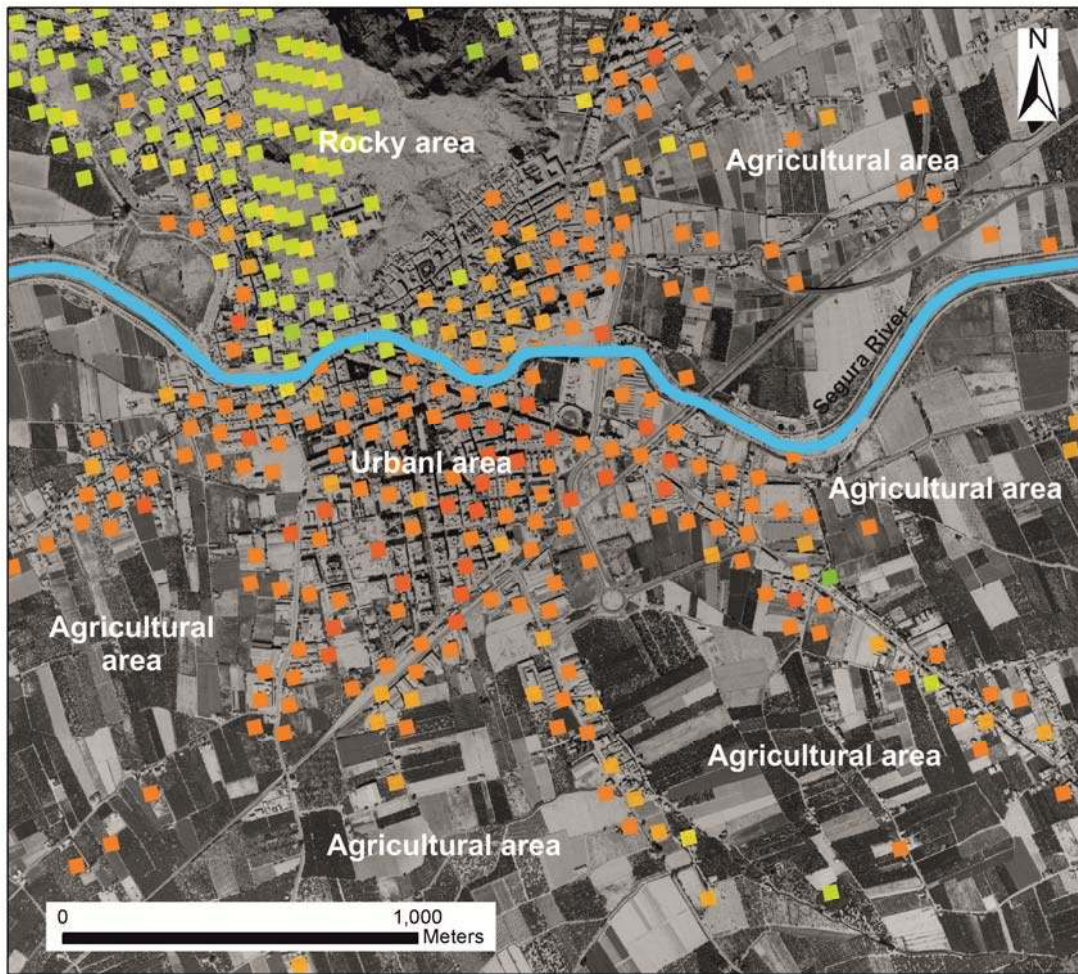 N
Rocky area
Agricultural area
Segura River
Urbanl area
Agricultural area
Agricultural
area
Agricultural area
Agricultural area
0
1,000
Meters